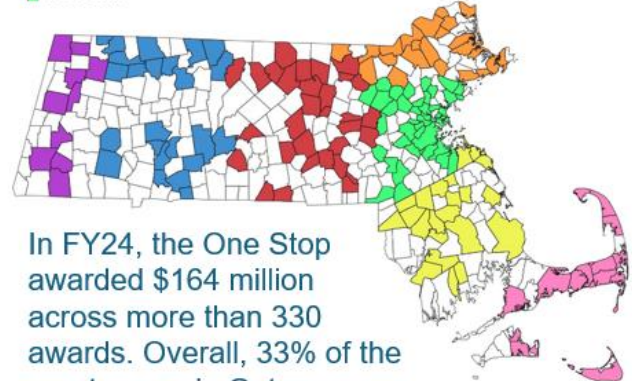 In FY24, the One Stop
awarded $164 million
across more than 330
awards. Overall, 33% of the